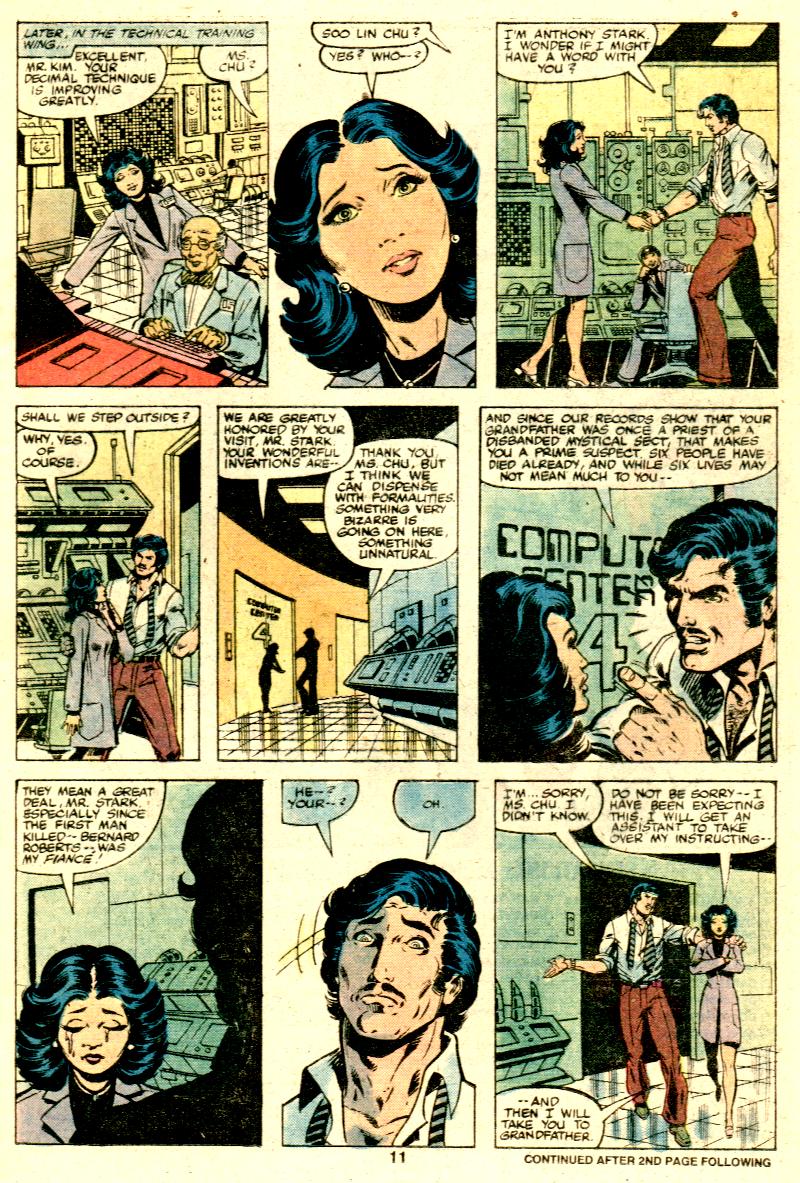 LATER, IN THE TECHNICAL TRAINING
WING...
EXCELLENT,
MR. KIM. YOUR
DECIMAL TECHNIQUE
IS IMPROVING
GREATLY.
MS.
CHU?
SOO LIN CHU?
YES? WHO--?
I'M ANTHONY STARK.
I WONDER IF I MIGHT
HAVE A WORD WITH
YOU?
SHALL WE STEP OUTSIDE?
WHY, YES.
OF
COURSE.
WE ARE GREATLY
HONORED BY YOUR
VISIT, MR. STARK.
YOUR WONDERFUL
INVENTIONS ARE--
THANK YOU,
MS. CHU, BUT
I THINK WE
CAN DISPENSE
WITH FORMALITIES.
SOMETHING VERY
BIZARRE IS
GOING ON HERE,
SOMETHING
UNNATURAL.
COMPUTER
CENTER
4
AND SINCE OUR RECORDS SHOW THAT YOUR
GRANDFATHER WAS ONCE A PRIEST OF A
DISBANDED MYSTICAL SECT, THAT MAKES
YOU A PRIME SUSPECT. SIX PEOPLE HAVE
DIED ALREADY, AND WHILE SIX LIVES MAY
NOT MEAN MUCH TO YOU--
COMPUTE
CENTER
4
THEY MEAN A GREAT
DEAL, MR. STARK.
ESPECIALLY SINCE
THE FIRST MAN
KILLED-- BERNARD
ROBERTS--WAS
MY FIANCE!
HE--?
YOUR--?
OH.
I'M... SORRY,
MS. CHU. I
DIDN'T KNOW.
DO NOT BE SORRY-- I
HAVE BEEN EXPECTING
THIS. I WILL GET AN
ASSISTANT TO TAKE
OVER MY INSTRUCTING--
--AND
THEN I WILL
TAKE YOU TO
GRANDFATHER.
11
CONTINUED AFTER 2ND PAGE FOLLOWING